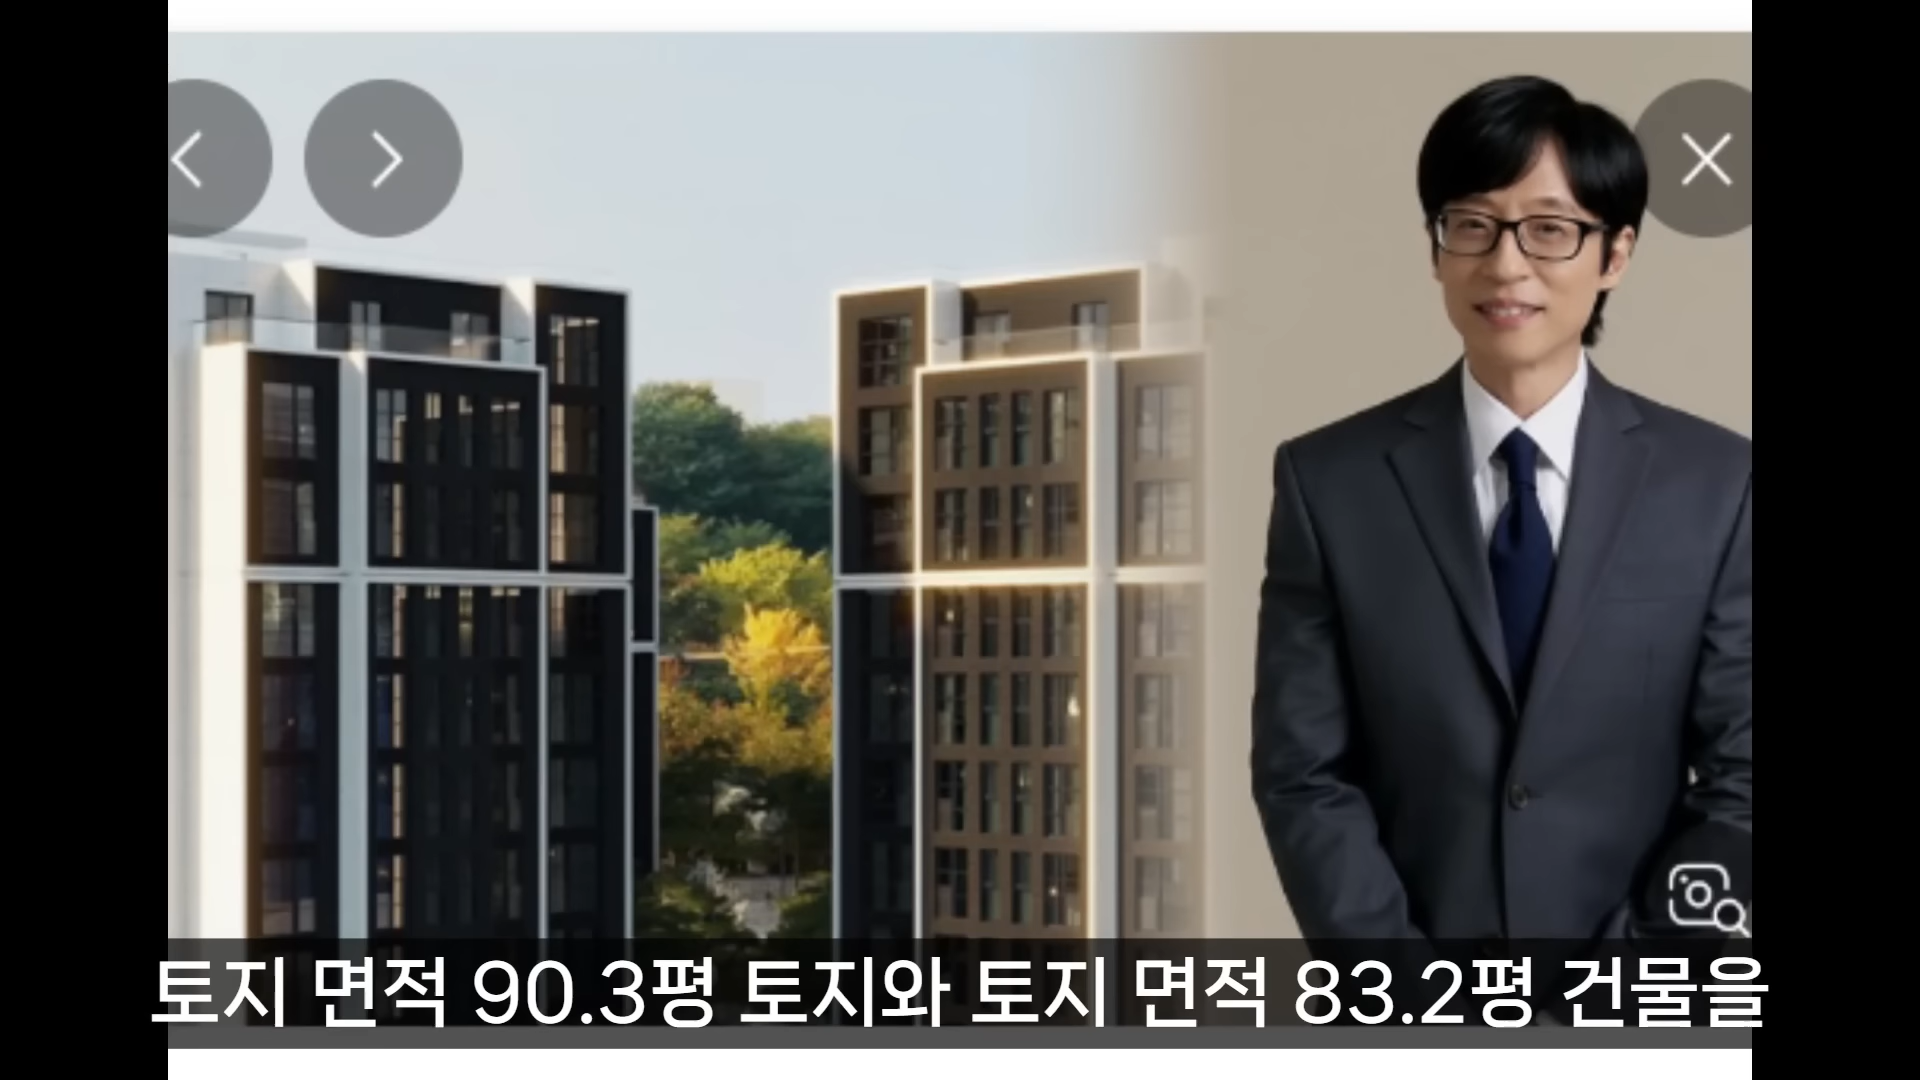 토지 면적 90.3평 토지와 토지 면적 83.2평 건물을